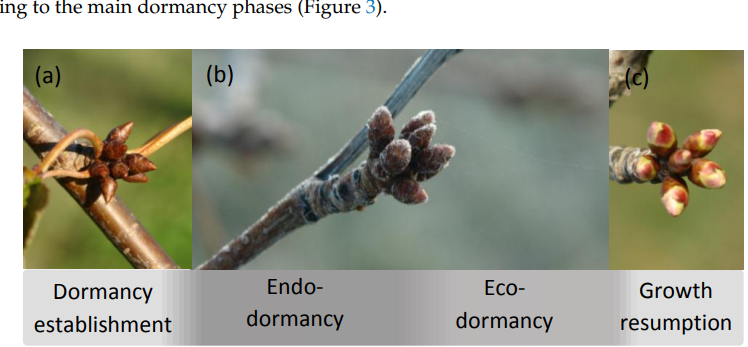 ing to the main dormancy phases (Figure 3).
(a)
(b)
(c)
Dormancy
establishment
Endo-
dormancy
Eco-
dormancy
Growth
resumption